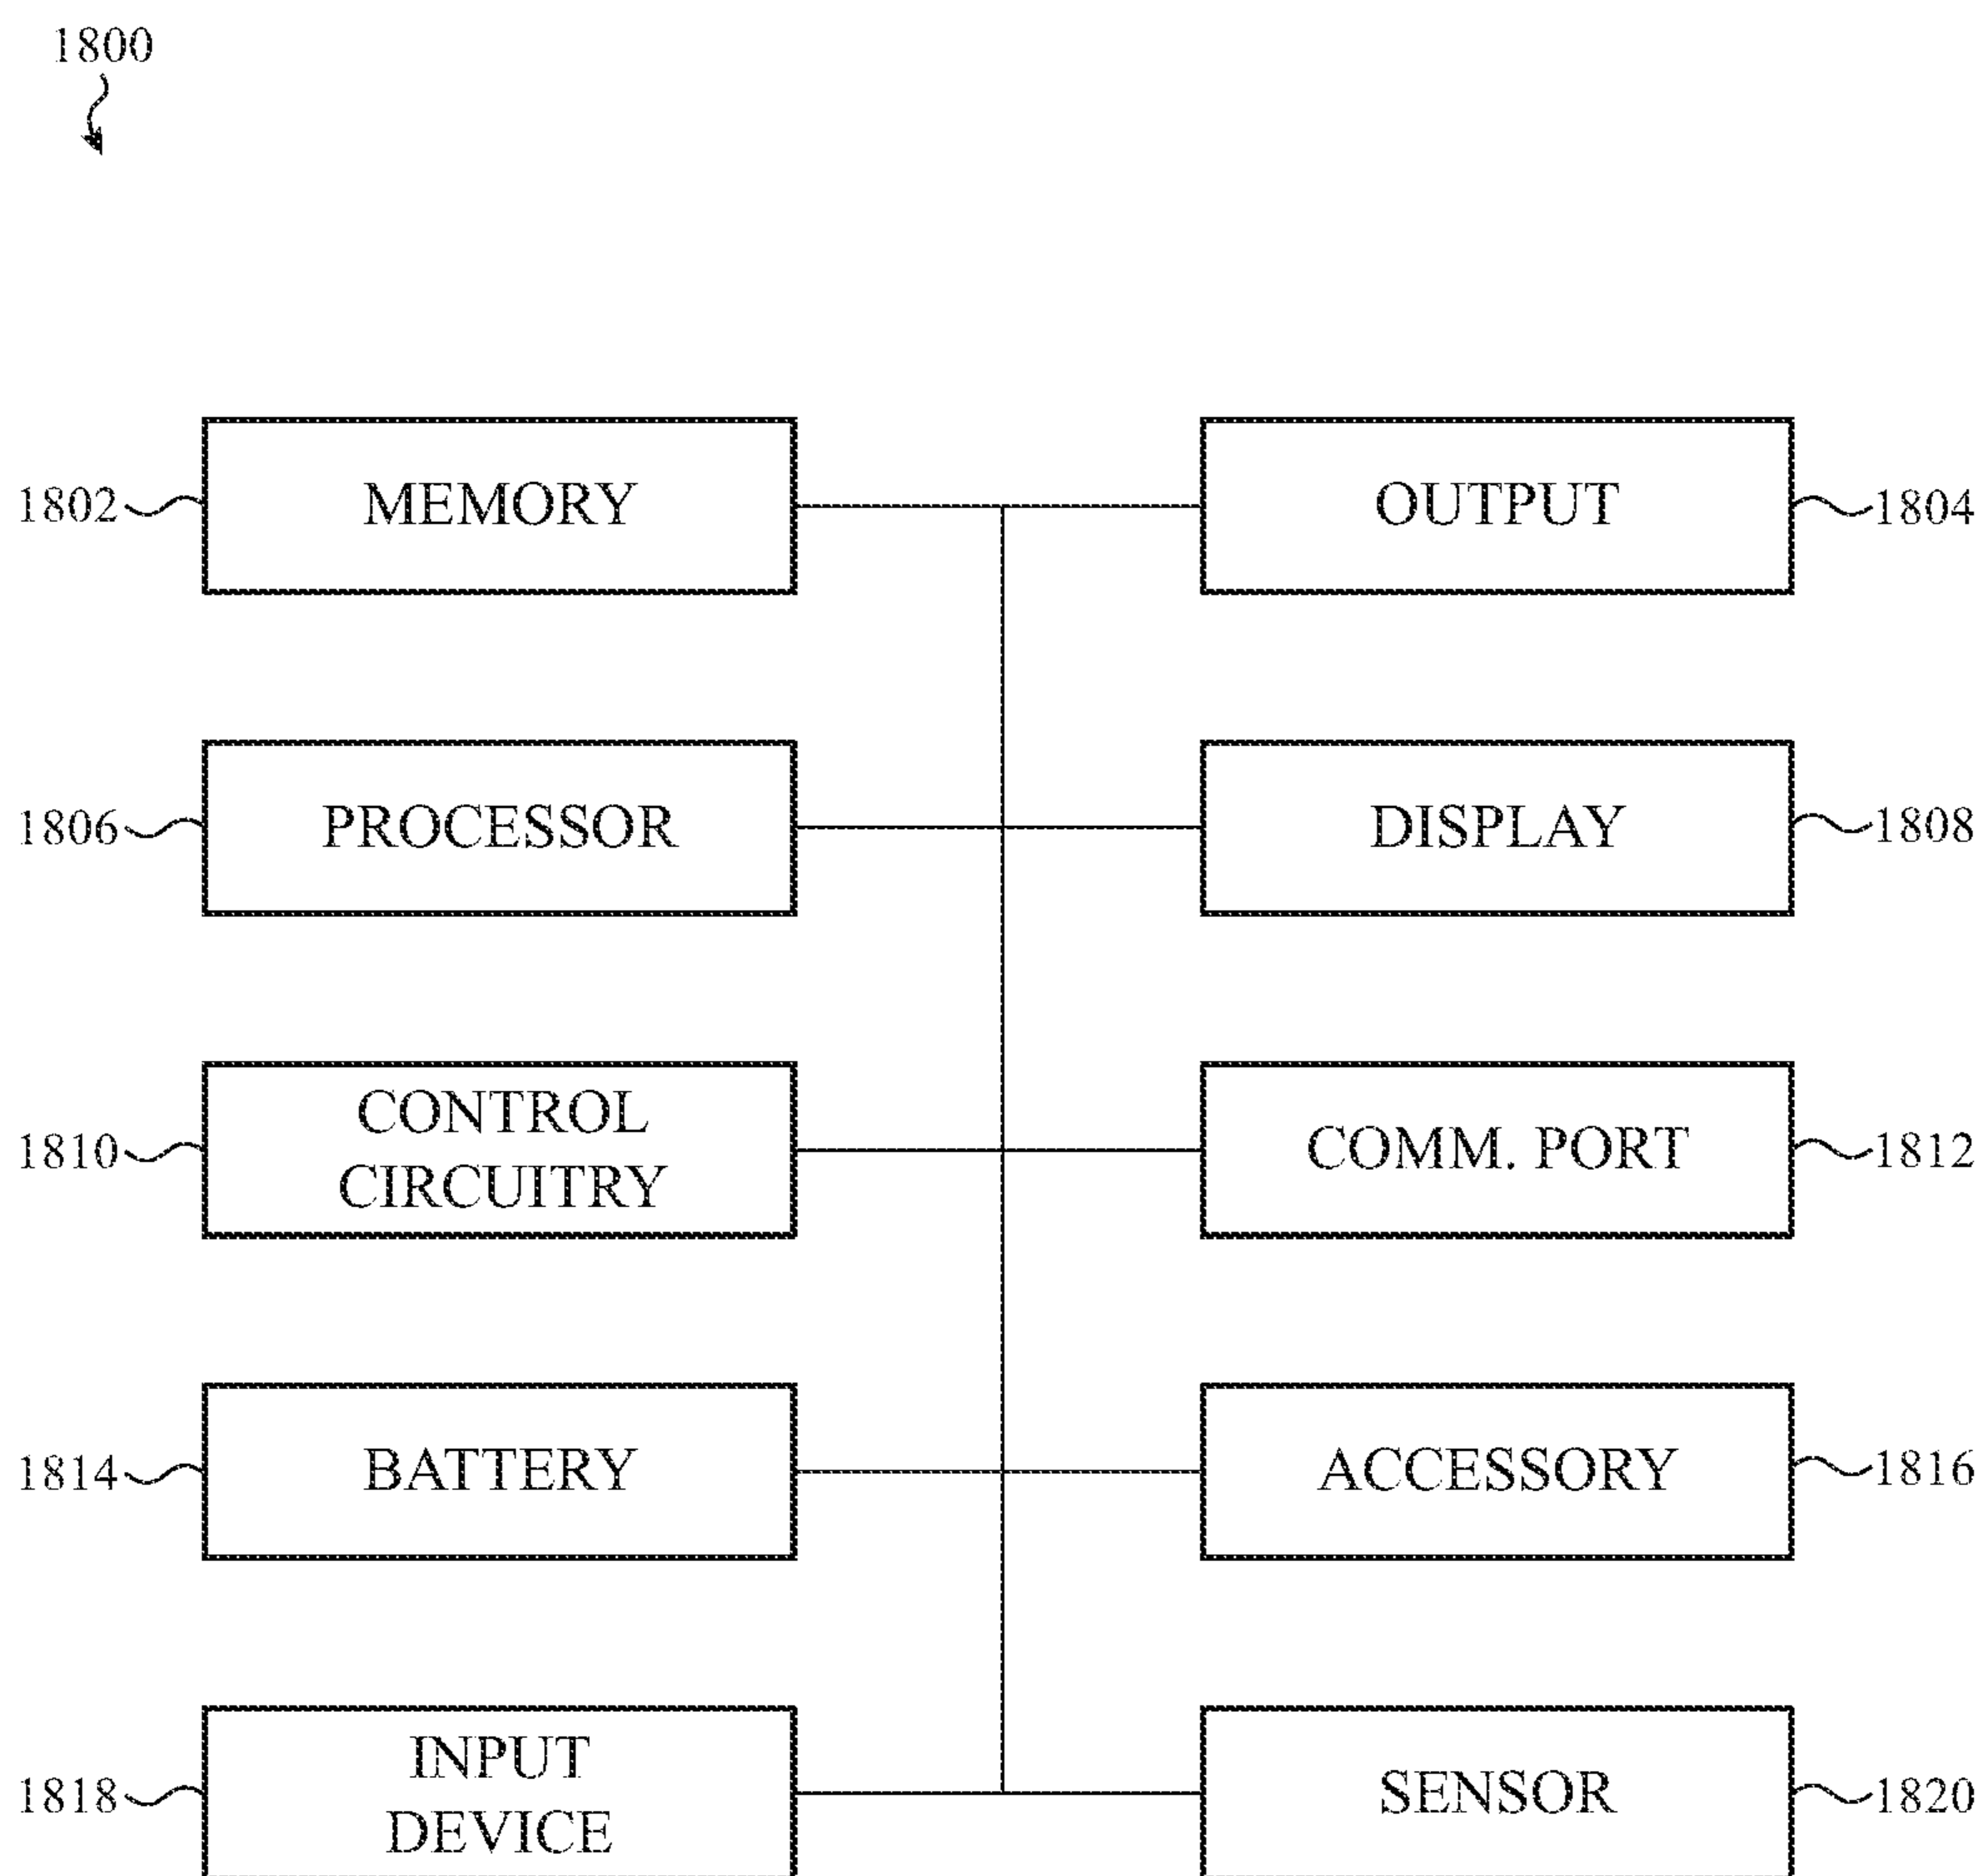 1800
1802 MEMORY OUTPUT 1804
1806 PROCESSOR DISPLAY 1808
CONTROL
1810 CIRCUITRY COMM. PORT 1812
1814 BATTERY ACCESSORY 1816
INPUT
1818 DEVICE SENSOR 1820